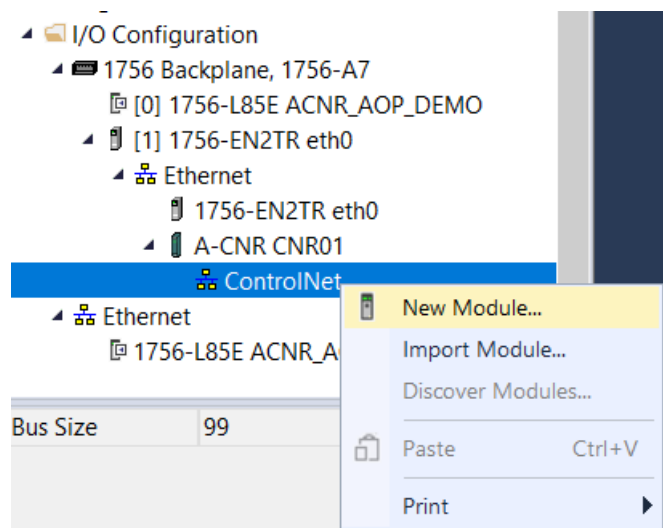 I/O Configuration
1756 Backplane, 1756-A7
[0] 1756-L85E ACNR_AOP_DEMO
[1] 1756-EN2TR eth0
Ethernet
1756-EN2TR eth0
A-CNR CNR01
ControlNet
Ethernet
1756-L85E ACNR_A
Bus Size 99
New Module...
Import Module...
Discover Modules...
Paste Ctrl+V
Print